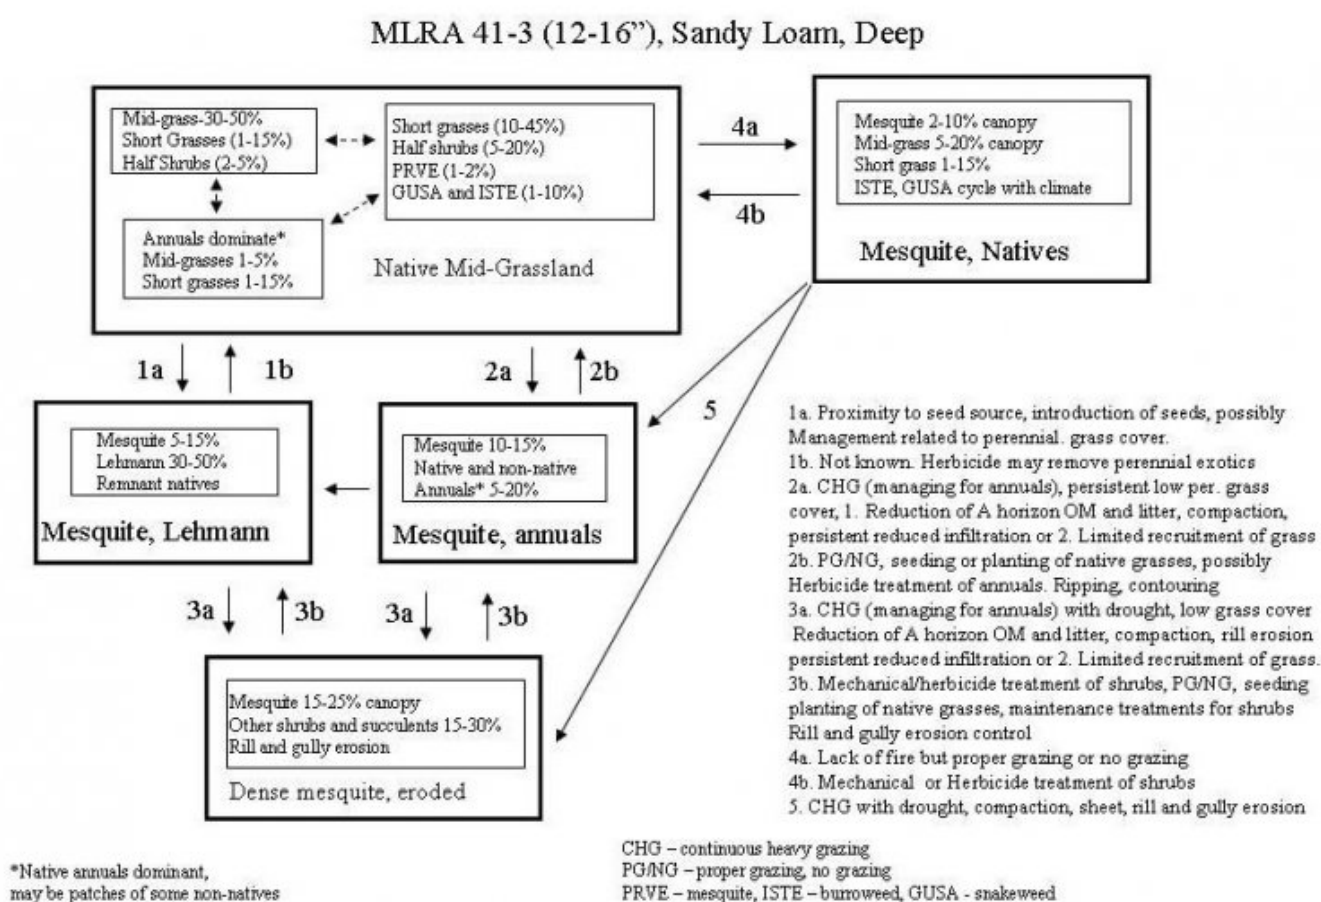 MLRA 41-3 (12-16”), Sandy Loam, Deep
Mid-grass-30-50%
Short Grasses (1-15%)
Half Shrubs (2-5%)
Short grasses (10-45%)
Half shrubs (5-20%)
PRVE (1-2%)
GUSA and ISTE (1-10%)
Annuals dominate*
Mid-grasses 1-5%
Short grasses 1-15%
Native Mid-Grassland
4a
4b
Mesquite 2-10% canopy
Mid-grass 5-20% canopy
Short grass 1-15%
ISTE, GUSA cycle with climate
Mesquite, Natives
1a
1b
2a
2b
5
Mesquite 5-15%
Lehmann 30-50%
Remnant natives
Mesquite, Lehmann
Mesquite 10-15%
Native and non-native
Annuals* 5-20%
Mesquite, annuals
3a
3b
3a
3b
Mesquite 15-25% canopy
Other shrubs and succulents 15-30%
Rill and gully erosion
Dense mesquite, eroded
1a. Proximity to seed source, introduction of seeds, possibly
Management related to perennial. grass cover.
1b. Not known. Herbicide may remove perennial exotics
2a. CHG (managing for annuals), persistent low per. grass
cover, 1. Reduction of A horizon OM and litter, compaction,
persistent reduced infiltration or 2. Limited recruitment of grass
2b. PG/NG, seeding or planting of native grasses, possibly
Herbicide treatment of annuals. Ripping, contouring
3a. CHG (managing for annuals) with drought, low grass cover
Reduction of A horizon OM and litter, compaction, rill erosion
persistent reduced infiltration or 2. Limited recruitment of grass.
3b. Mechanical/herbicide treatment of shrubs, PG/NG, seeding
planting of native grasses, maintenance treatments for shrubs
Rill and gully erosion control
4a. Lack of fire but proper grazing or no grazing
4b. Mechanical or Herbicide treatment of shrubs
5. CHG with drought, compaction, sheet, rill and gully erosion
*Native annuals dominant,
may be patches of some non-natives
CHG – continuous heavy grazing
PG/NG – proper grazing, no grazing
PRVE – mesquite, ISTE – burroweed, GUSA - snakeweed